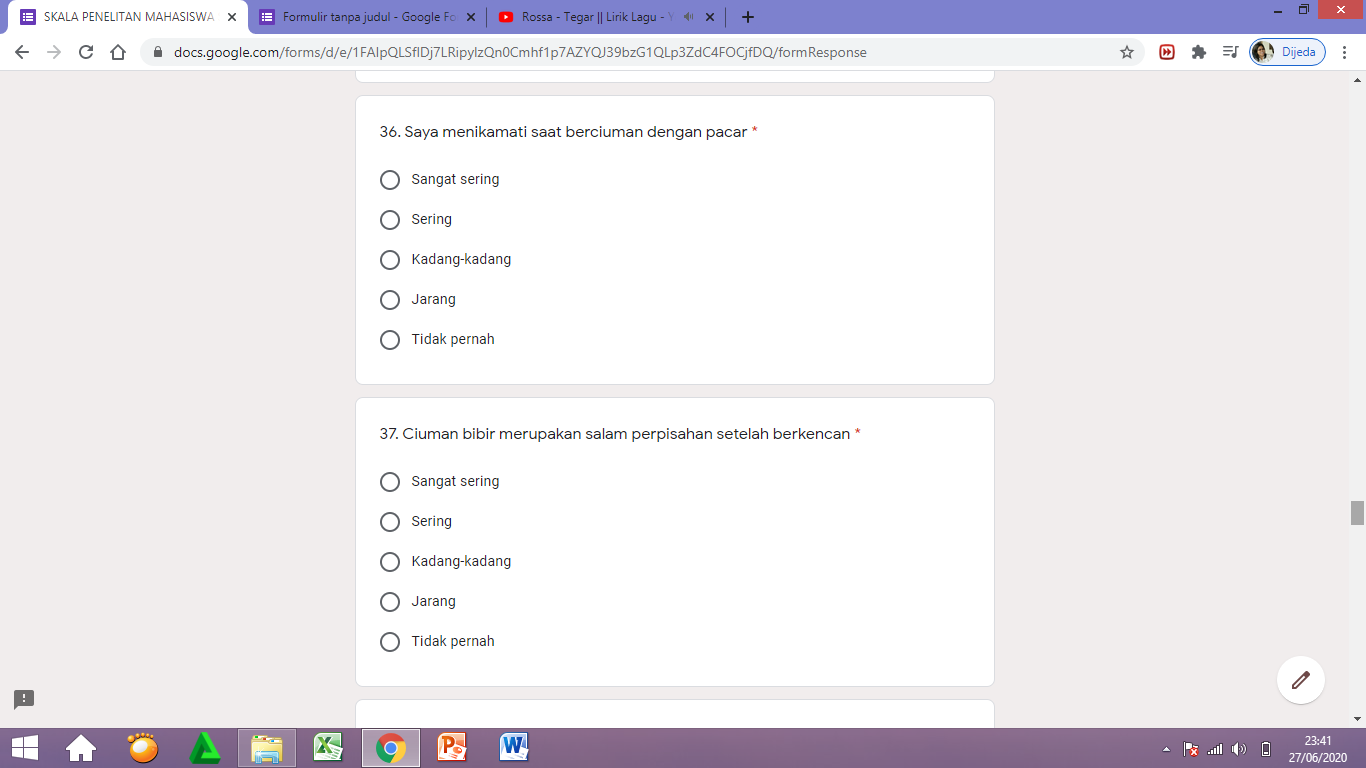 SKALA PENELITAN MAHASISWA
Formulir tanpa judul - Google Fo
Rossa - Tegar || Lirik Lagu - Y
docs.google.com/forms/d/e/1FAIpQLSfIDj7LRipyIzQn0Cmhf1p7AZYQJ39bzG1QLp3ZdC4FOCjfDQ/formResponse
Dijeda
36. Saya menikamati saat berciuman dengan pacar *
Sangat sering
Sering
Kadang-kadang
Jarang
Tidak pernah
37. Ciuman bibir merupakan salam perpisahan setelah berkencan *
Sangat sering
Sering
Kadang-kadang
Jarang
Tidak pernah
23:41
27/06/2020